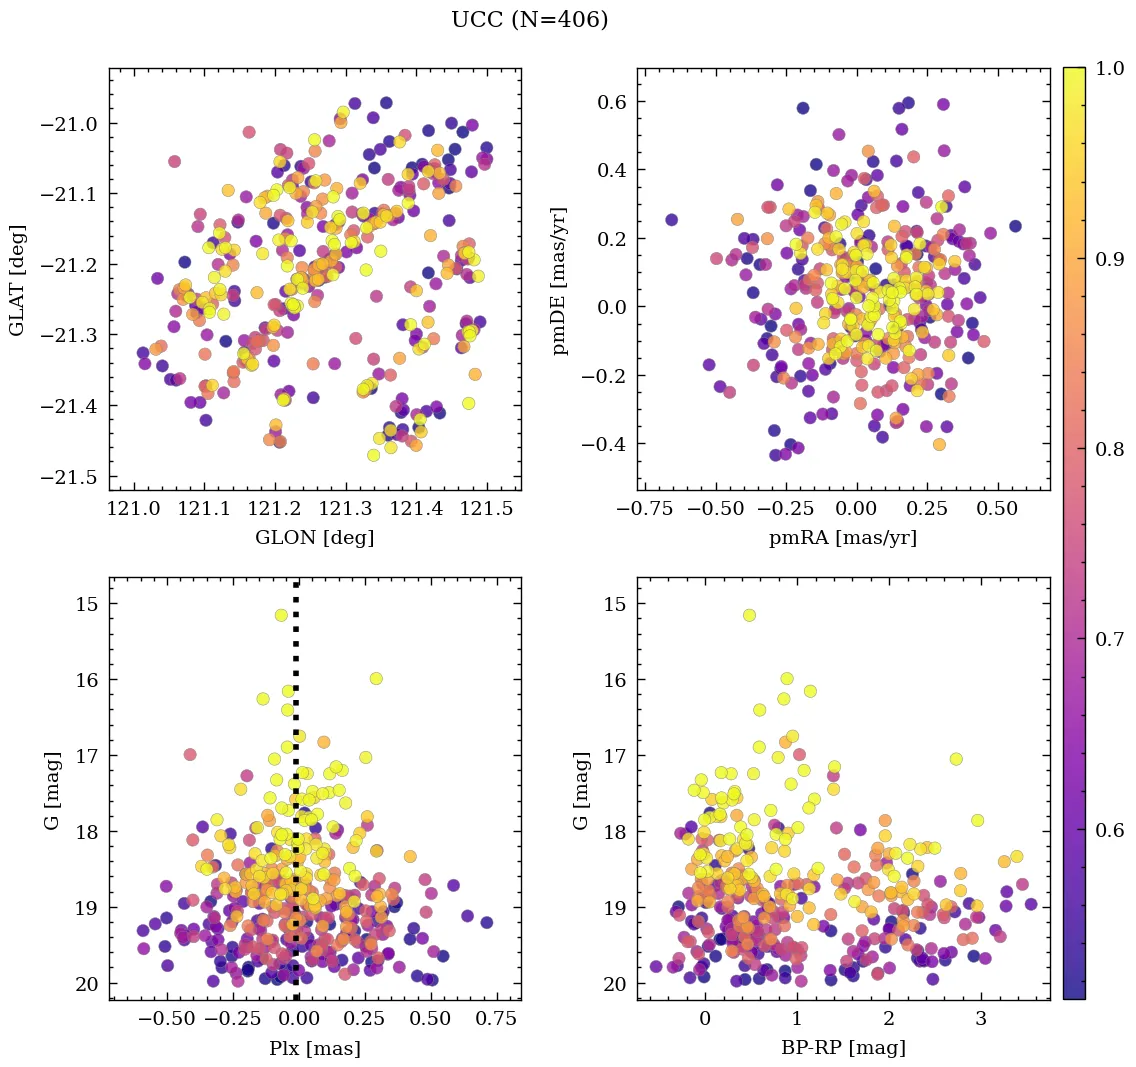 UCC (N=406)
−21.0
−21.1
−21.2
−21.3
−21.4
−21.5
GLAT [deg]
121.0 121.1 121.2 121.3 121.4 121.5
GLON [deg]
0.6
0.4
0.2
0.0
−0.2
−0.4
pmDE [mas/yr]
−0.75 −0.50 −0.25 0.00 0.25 0.50
pmRA [mas/yr]
1.0
0.9
0.8
0.7
0.6
15
16
17
18
19
20
G [mag]
−0.50 −0.25 0.00 0.25 0.50 0.75
Plx [mas]
15
16
17
18
19
20
G [mag]
0 1 2 3
BP-RP [mag]